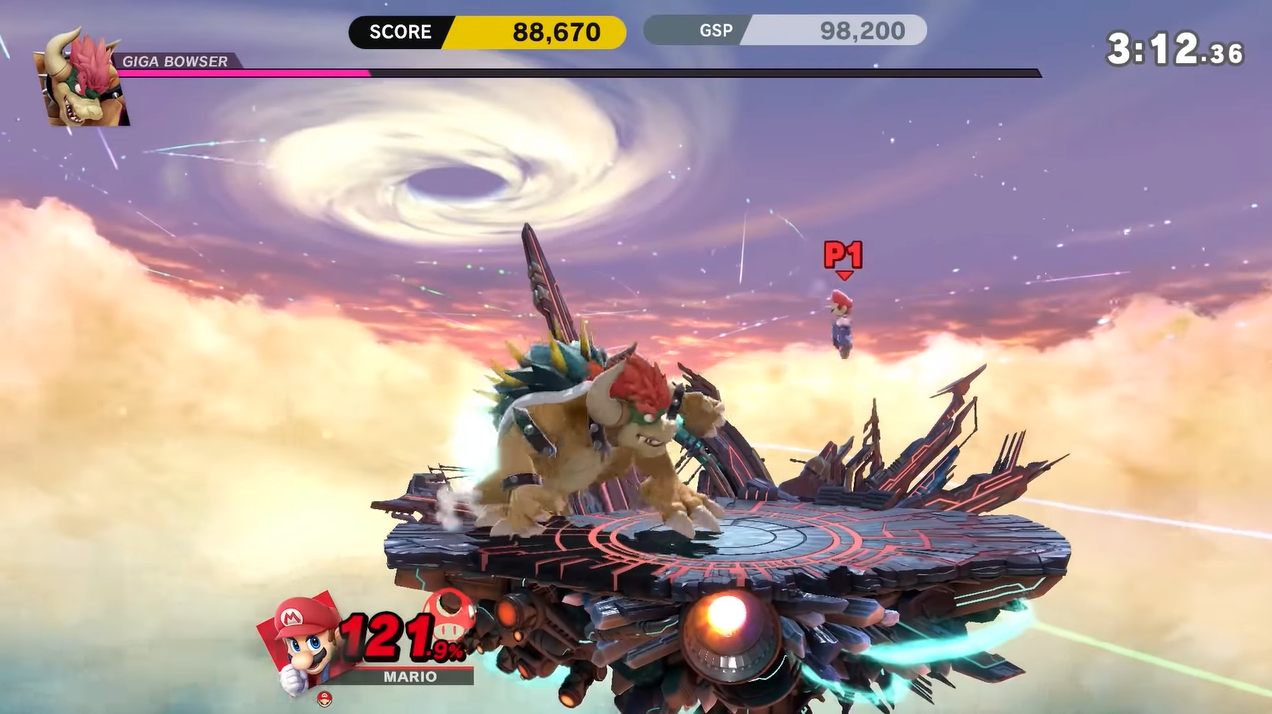 SCORE 88,670
GSP 98,200
3:12.36
GIGA BOWSER
P1
M
121.9%
MARIO